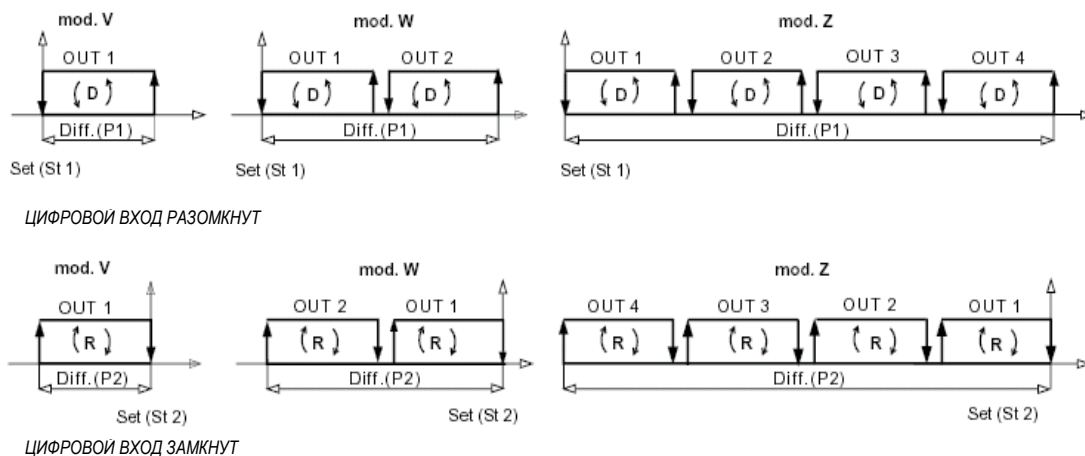 mod. V mod. W mod. Z
OUT 1 OUT 1 OUT 2 OUT 1 OUT 2 OUT 3 OUT 4
D D D D D D D
Diff.(P1) Diff.(P1) Diff.(P1)
Set (St 1) Set (St 1) Set (St 1)
ЦИФРОВОЙ ВХОД РАЗОМКНУТ
mod. V mod. W mod. Z
OUT 1 OUT 2 OUT 1 OUT 4 OUT 3 OUT 2 OUT 1
R R R R R R R
Diff.(P2) Diff.(P2) Diff.(P2)
Set (St 2) Set (St 2) Set (St 2)
ЦИФРОВОЙ ВХОД ЗАМКНУТ